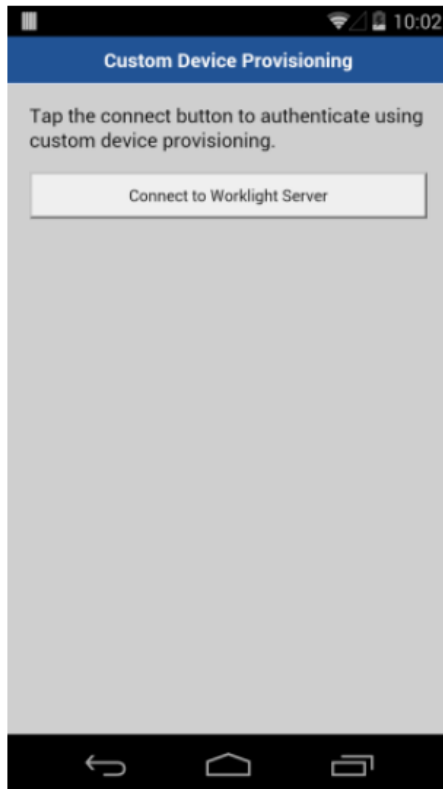 10:02
Custom Device Provisioning
Tap the connect button to authenticate using
custom device provisioning.
Connect to Worklight Server